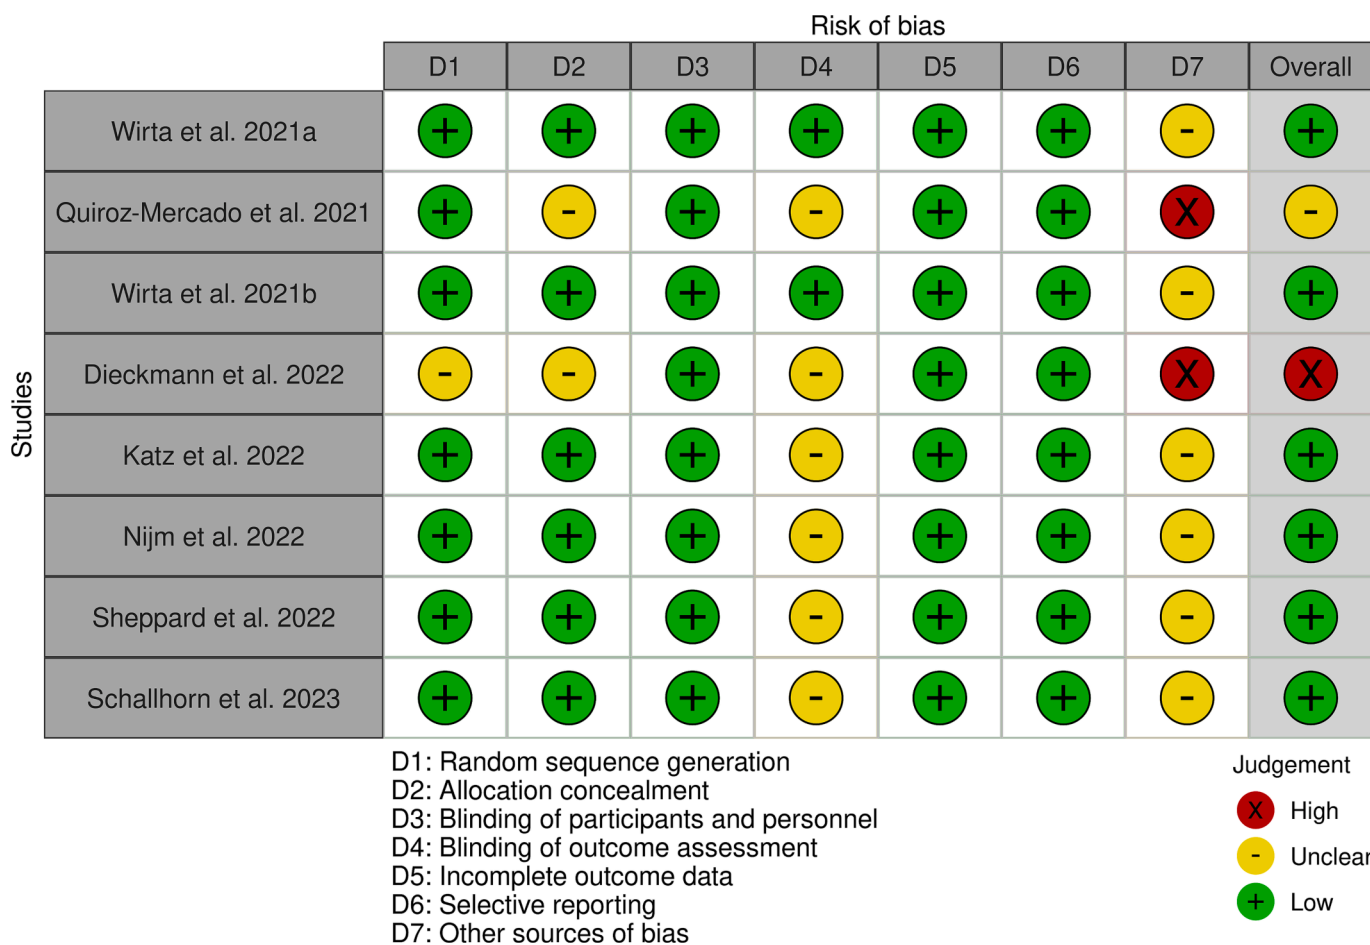 Risk of bias
D1 D2 D3 D4 D5 D6 D7 Overall
Studies
Wirta et al. 2021a + + + + + + - +
Quiroz-Mercado et al. 2021 + - + - + + X -
Wirta et al. 2021b + + + + + + - +
Dieckmann et al. 2022 - - + - + + X X
Katz et al. 2022 + + + - + + - +
Nijm et al. 2022 + + + - + + - +
Sheppard et al. 2022 + + + - + + - +
Schallhorn et al. 2023 + + + - + + - +
D1: Random sequence generation
D2: Allocation concealment
D3: Blinding of participants and personnel
D4: Blinding of outcome assessment
D5: Incomplete outcome data
D6: Selective reporting
D7: Other sources of bias
Judgement
X High
- Unclear
+ Low